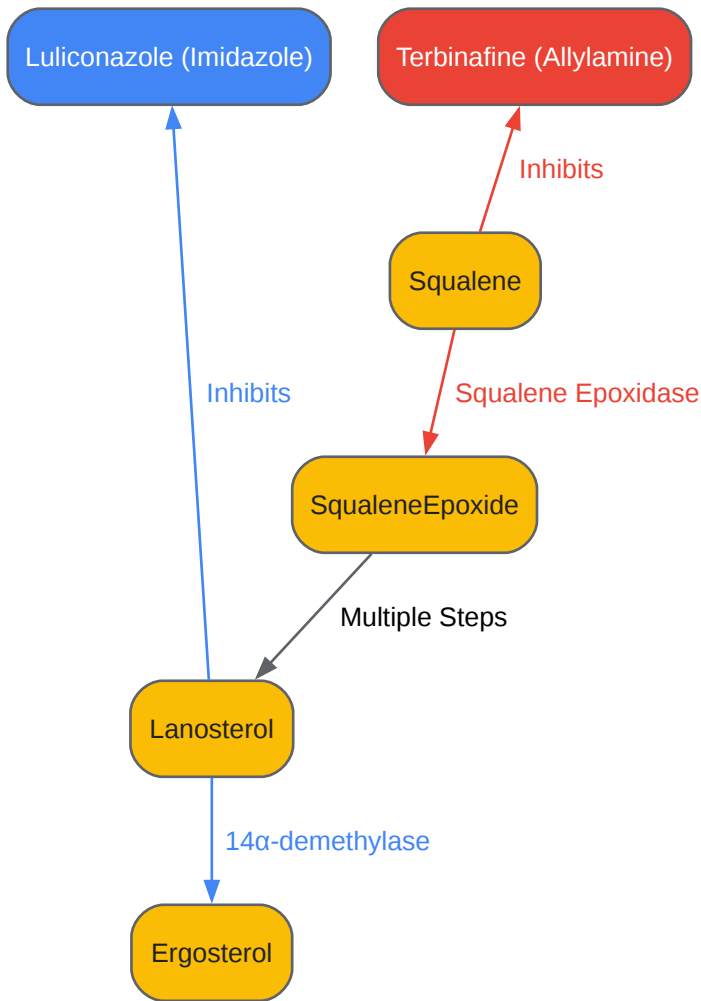 Luliconazole (Imidazole)
Terbinafine (Allylamine)
Inhibits
Squalene
Inhibits
Squalene Epoxidase
SqualeneEpoxide
Multiple Steps
Lanosterol
14α-demethylase
Ergosterol